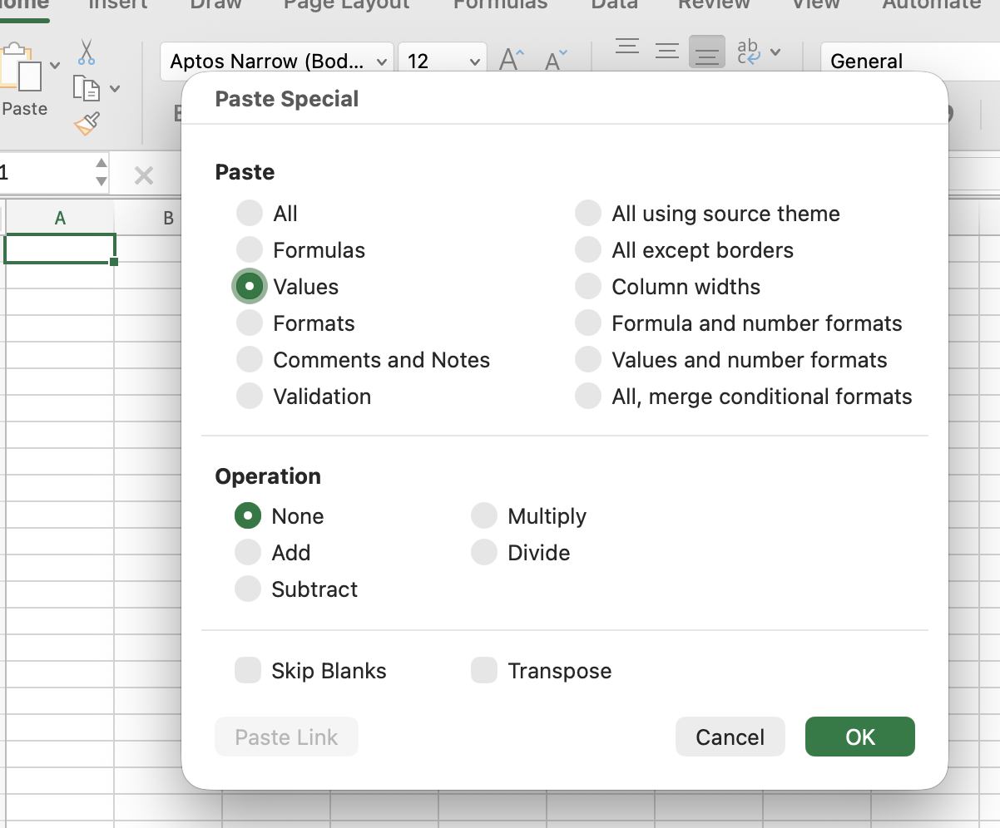 Home Insert Draw Page Layout Formulas Data Review View Automate
Aptos Narrow (Bod... 12 A A ab c General
Paste
1
A B
Paste Special
Paste
All All using source theme
Formulas All except borders
Values Column widths
Formats Formula and number formats
Comments and Notes Values and number formats
Validation All, merge conditional formats
Operation
None Multiply
Add Divide
Subtract
Skip Blanks Transpose
Paste Link Cancel OK